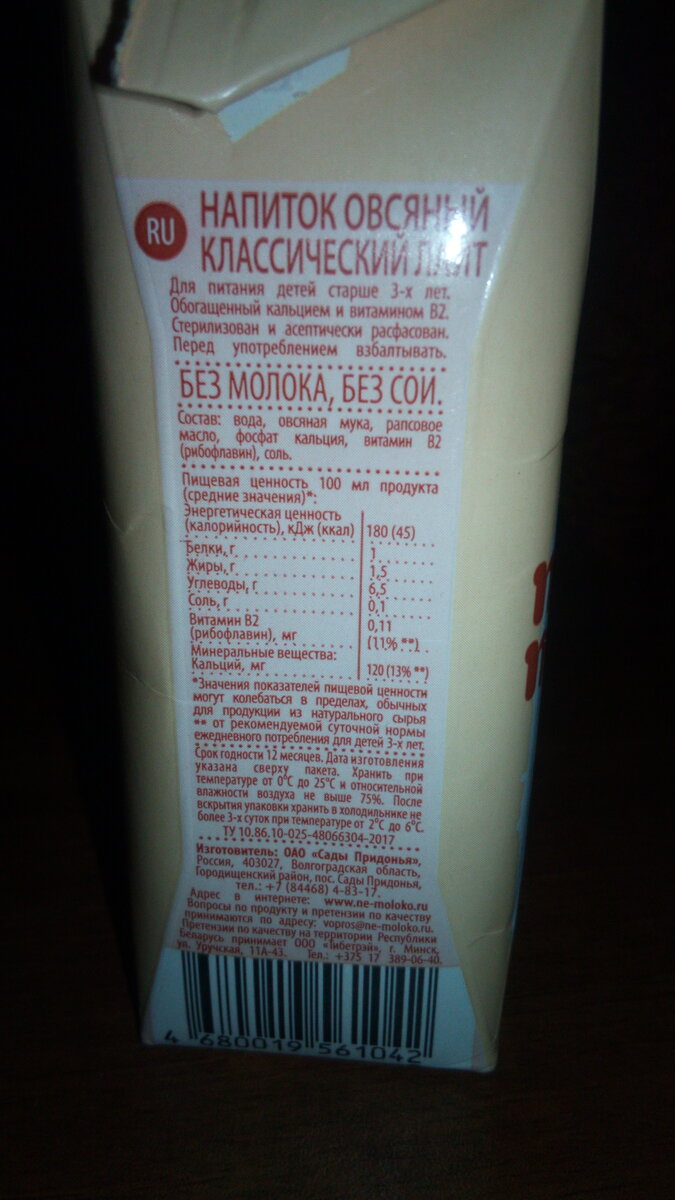 RU
НАПИТОК ОВСЯНЫЙ
КЛАССИЧЕСКИЙ ЛАЙТ
Для питания детей старше 3-х лет.
Обогащенный кальцием и витамином В2.
Стерилизован и асептически расфасован.
Перед употреблением взбалтывать.
БЕЗ МОЛОКА, БЕЗ СОИ.
Состав: вода, овсяная мука, рапсовое
масло, фосфат кальция, витамин В2
(рибофлавин), соль.
Пищевая ценность 100 мл продукта
(средние значения)*:
Энергетическая ценность
(калорийность), кДж (ккал) 180 (45)
Белки, г 1
Жиры, г 1,5
Углеводы, г 6,5
Соль, г 0,1
Витамин В2 0,11
(рибофлавин), мг (11% **)
Минеральные вещества:
Кальций, мг 120 (13% **)
*Значения показателей пищевой ценности
могут колебаться в пределах, обычных
для продукции из натурального сырья
** от рекомендуемой суточной нормы
ежедневного потребления для детей 3-х лет.
Срок годности 12 месяцев. Дата изготовления
указана сверху пакета. Хранить при
температуре от 0°С до 25°С и относительной
влажности воздуха не выше 75%. После
вскрытия упаковки хранить в холодильнике не
более 3-х суток при температуре от 2°С до 6°С.
ТУ 10.86.10-025-48066304-2017
Изготовитель: ОАО «Сады Придонья»,
Россия, 403027, Волгоградская область,
Городищенский район, пос. Сады Придонья,
тел.: +7 (84468) 4-83-17.
Адрес в интернете: www.ne-moloko.ru
Вопросы по продукту и претензии по качеству
принимаются по адресу: vopros@ne-moloko.ru.
Претензии по качеству на территории Республики
Беларусь принимает ООО «Тибетрэй», г. Минск,
ул. Уручская, 11А-43. Тел.: +375 17 389-06-40.
4 680019 561042